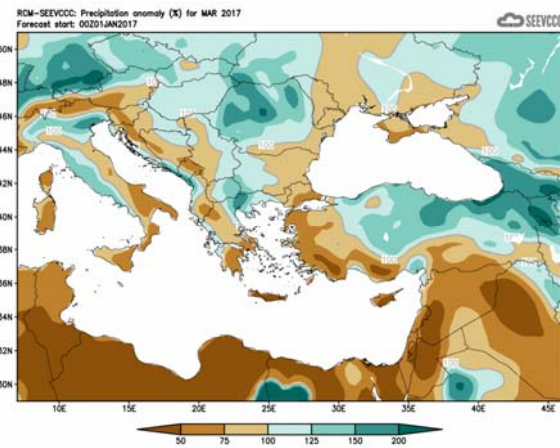 RCM-SEEVCCC: Precipitation anomaly (%) for MAR 2017
Forecast start: 00Z01JAN2017
SEEVCCC
50N
48N
46N
44N
42N
40N
38N
36N
34N
32N
30N
100
100
100
100
100
100
10E
15E
20E
25E
30E
35E
40E
45E
50
75
100
125
150
200